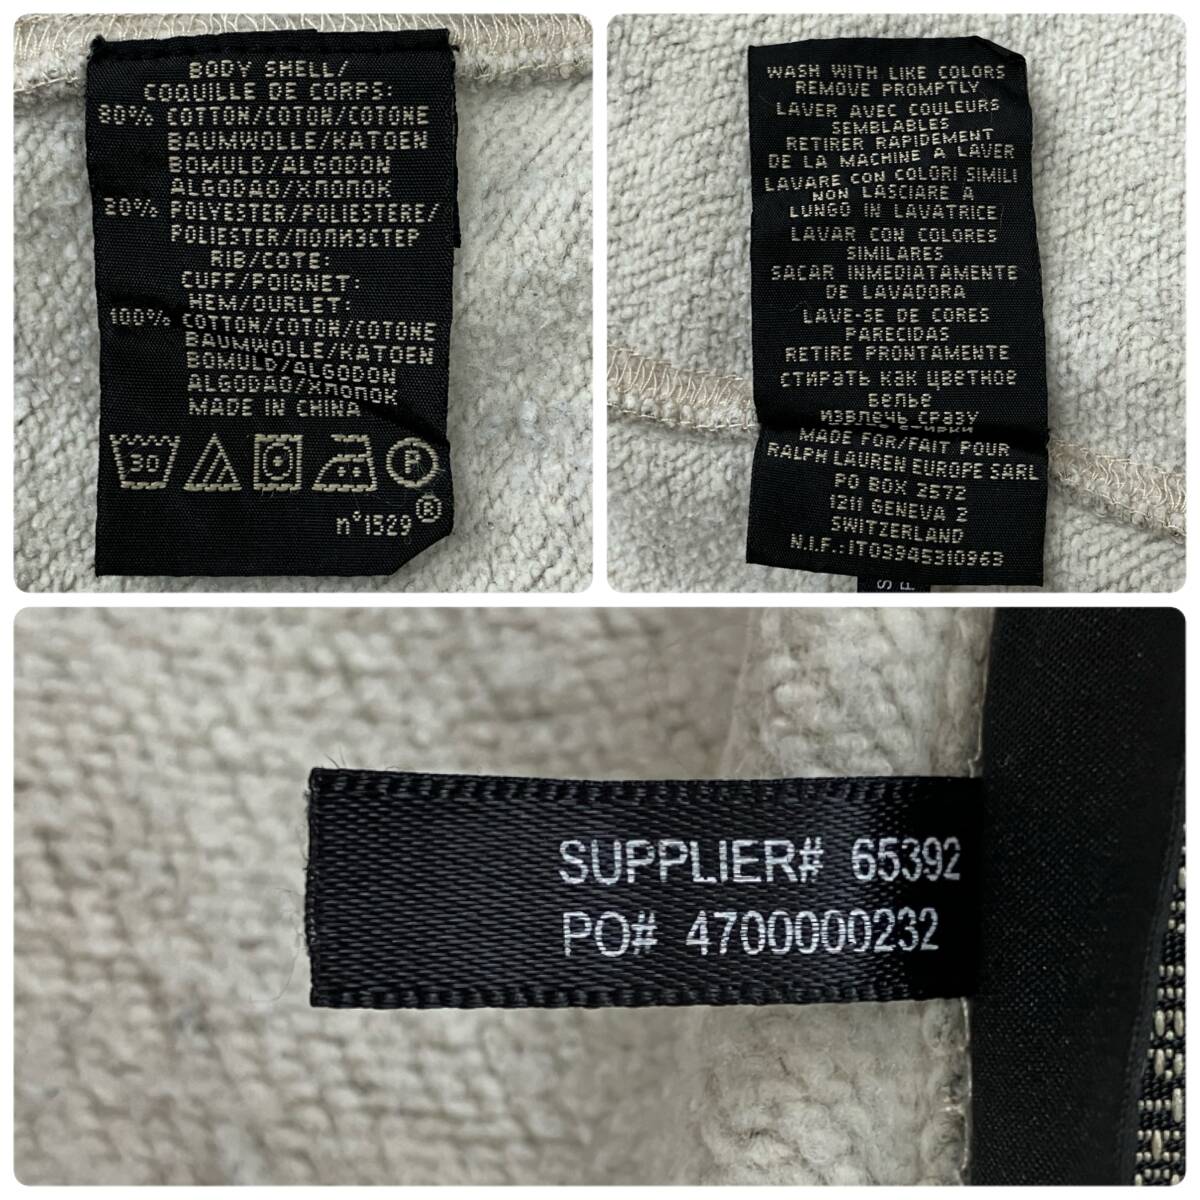 BODY SHELL/
COQUILLE DE CORPS:
80% COTTON/COTON/COTONE
BAUMWOLLE/KATOEN
BOMULD/ALGODON
ALGODAO/ХЛОПОК
20% POLYESTER/POLIESTERE/
POLIESTER/ПОЛИЭСТЕР
RIB/COTE:
CUFF/POIGNET:
HEM/OURLET:
100% COTTON/COTON/COTONE
BAUMWOLLE/KATOEN
BOMULD/ALGODON
ALGODAO/ХЛОПОК
MADE IN CHINA
30 P
n°1529 ®
WASH WITH LIKE COLORS
REMOVE PROMPTLY
LAVER AVEC COULEURS
SEMBLABLES
RETIRER RAPIDEMENT
DE LA MACHINE A LAVER
LAVARE CON COLORI SIMILI
NON LASCIARE A
LUNGO IN LAVATRICE
LAVAR CON COLORES
SIMILARES
SACAR INMEDIATAMENTE
DE LAVADORA
LAVE-SE DE CORES
PARECIDAS
RETIRE PRONTAMENTE
СТИРАТЬ КАК ЦВЕТНОЕ
БЕЛЬЕ
ИЗВЛЕЧЬ СРАЗУ
MADE FOR/FAIT POUR
RALPH LAUREN EUROPE SARL
PO BOX 2572
1211 GENEVA 2
SWITZERLAND
N.I.F.:IT03945310963
S
F
SUPPLIER# 65392
PO# 4700000232